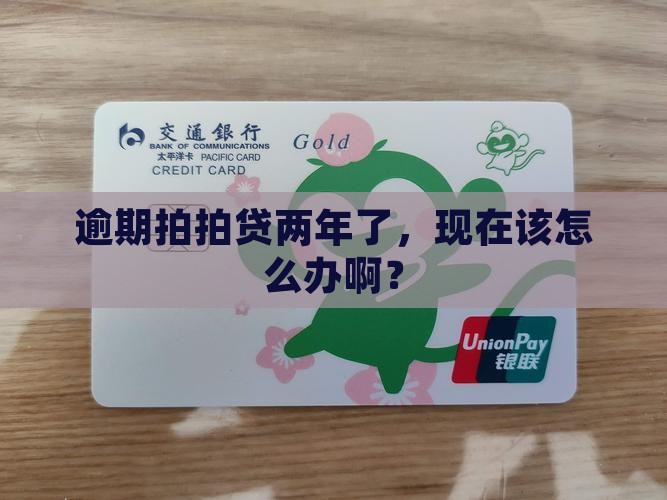 交通銀行
BANK OF COMMUNICATIONS
太平洋卡 PACIFIC CARD
CREDIT CARD
Gold
逾期拍拍贷两年了，现在该怎
么办啊？
UnionPay
银联